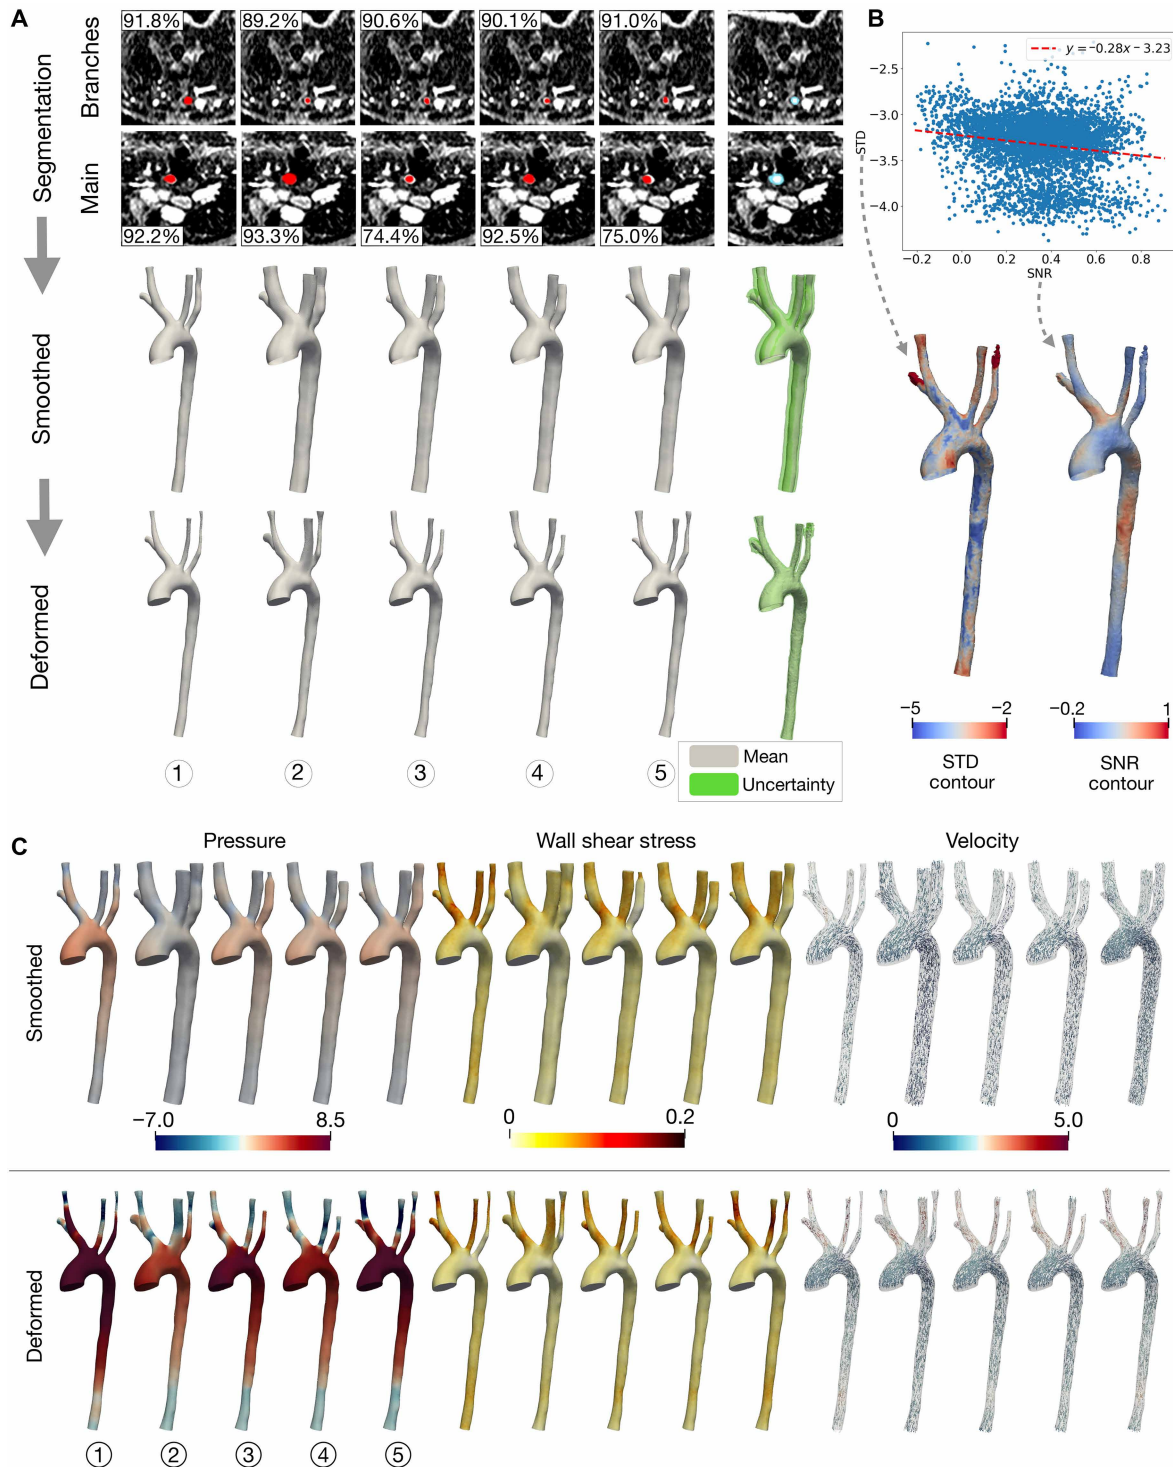 A
Segmentation
Branches
91.8%
89.2%
90.6%
90.1%
91.0%
Main
92.2%
93.3%
74.4%
92.5%
75.0%
Smoothed
Deformed
1
2
3
4
5
Mean
Uncertainty
B
y = −0.28x − 3.23
STD
−2.5
−3.0
−3.5
−4.0
−0.2 0.0 0.2 0.4 0.6 0.8
SNR
−5 −2
STD
contour
−0.2 1
SNR
contour
C
Pressure
Wall shear stress
Velocity
Smoothed
−7.0 8.5
0 0.2
0 5.0
Deformed
1
2
3
4
5